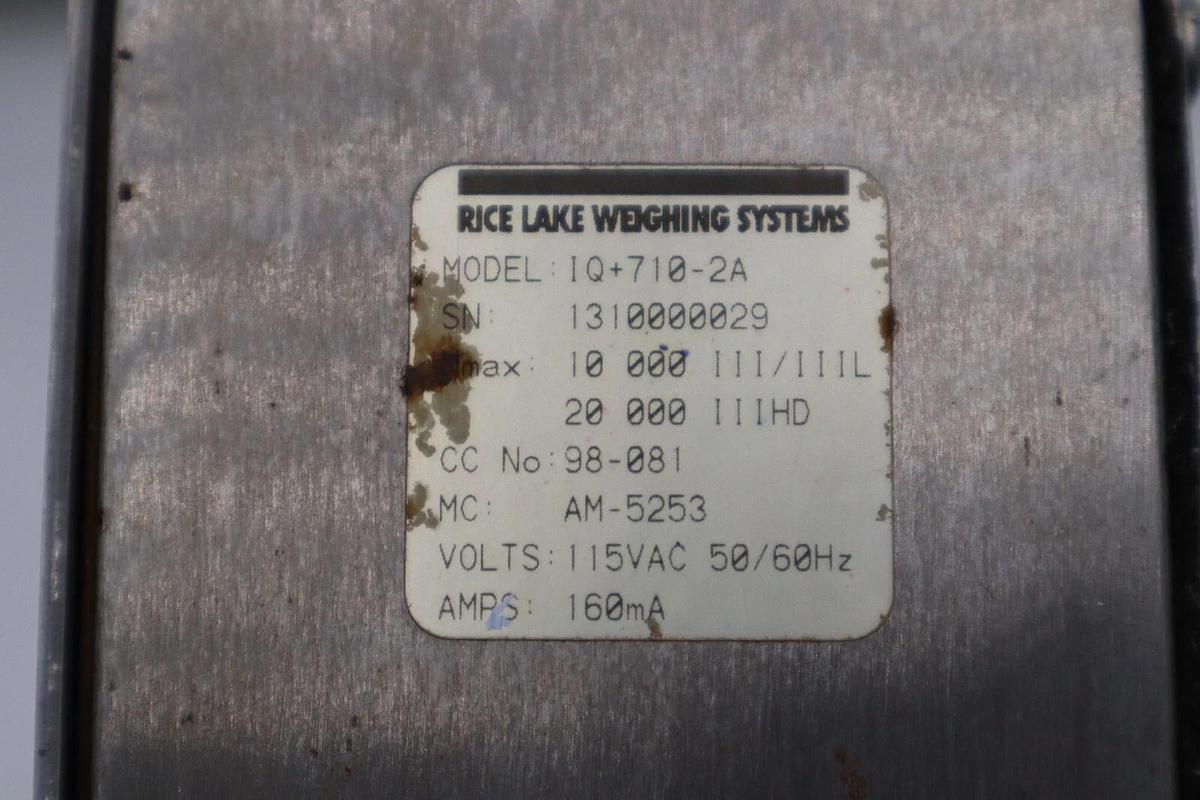 RICE LAKE WEIGHING SYSTEMS
MODEL: IQ+710-2A
SN: 1310000029
max: 10 000 III/IIIL
20 000 IIIHD
CC No: 98-081
MC: AM-5253
VOLTS: 115VAC 50/60Hz
AMPS: 160mA